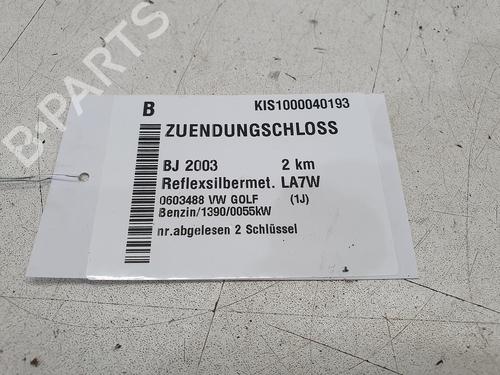 B-PARTS
B KIS1000040193
ZUENDUNGSCHLOSS
BJ 2003 2 km
Reflexsilbermet. LA7W
0603488 VW GOLF (1J)
Benzin/1390/0055kW
nr.abgelesen 2 Schlüssel